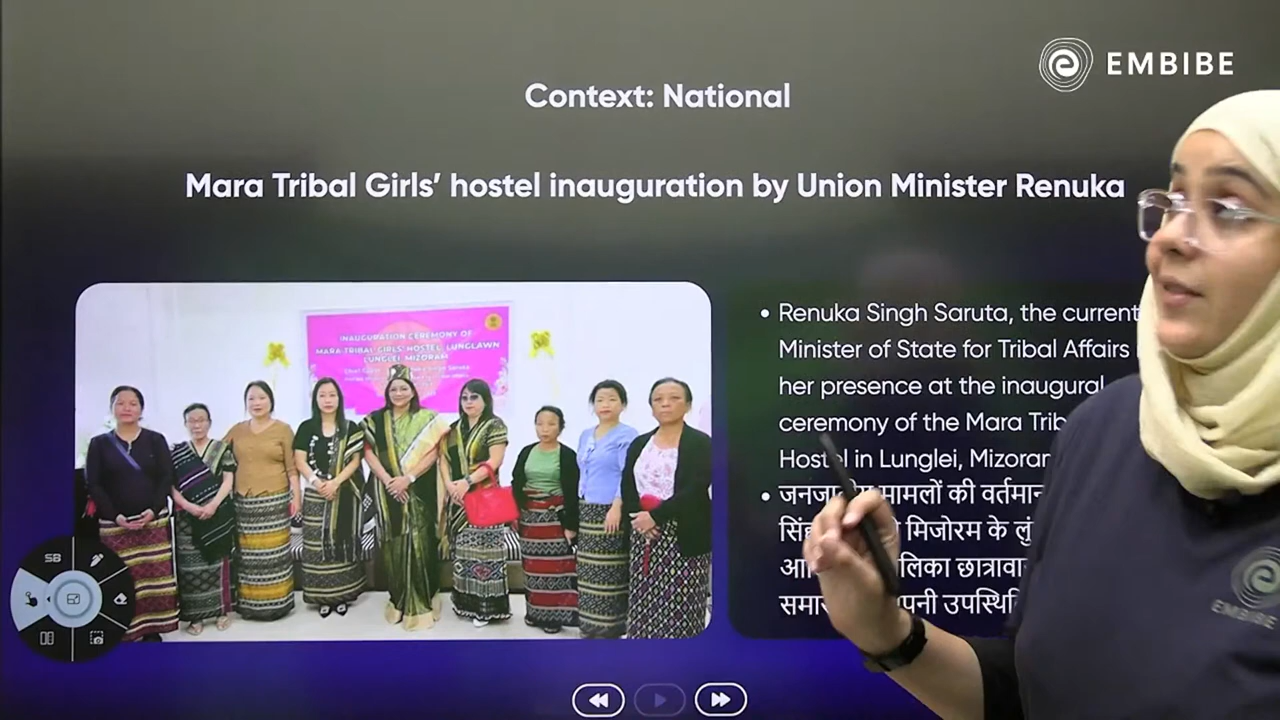 EMBIBE
Context: National
Mara Tribal Girls’ hostel inauguration by Union Minister Renuka
INAUGURATION CEREMONY OF
MARA TRIBAL GIRLS' HOSTEL, LUNGLAWN
LUNGLEI, MIZORAM
• Renuka Singh Saruta, the current
Minister of State for Tribal Affairs
her presence at the inaugural
ceremony of the Mara Trib
Hostel in Lunglei, Mizoram
• मामलों की वर्तमान
मिजोरम के
समा पनी उपस्थि
SB
EMBIBE